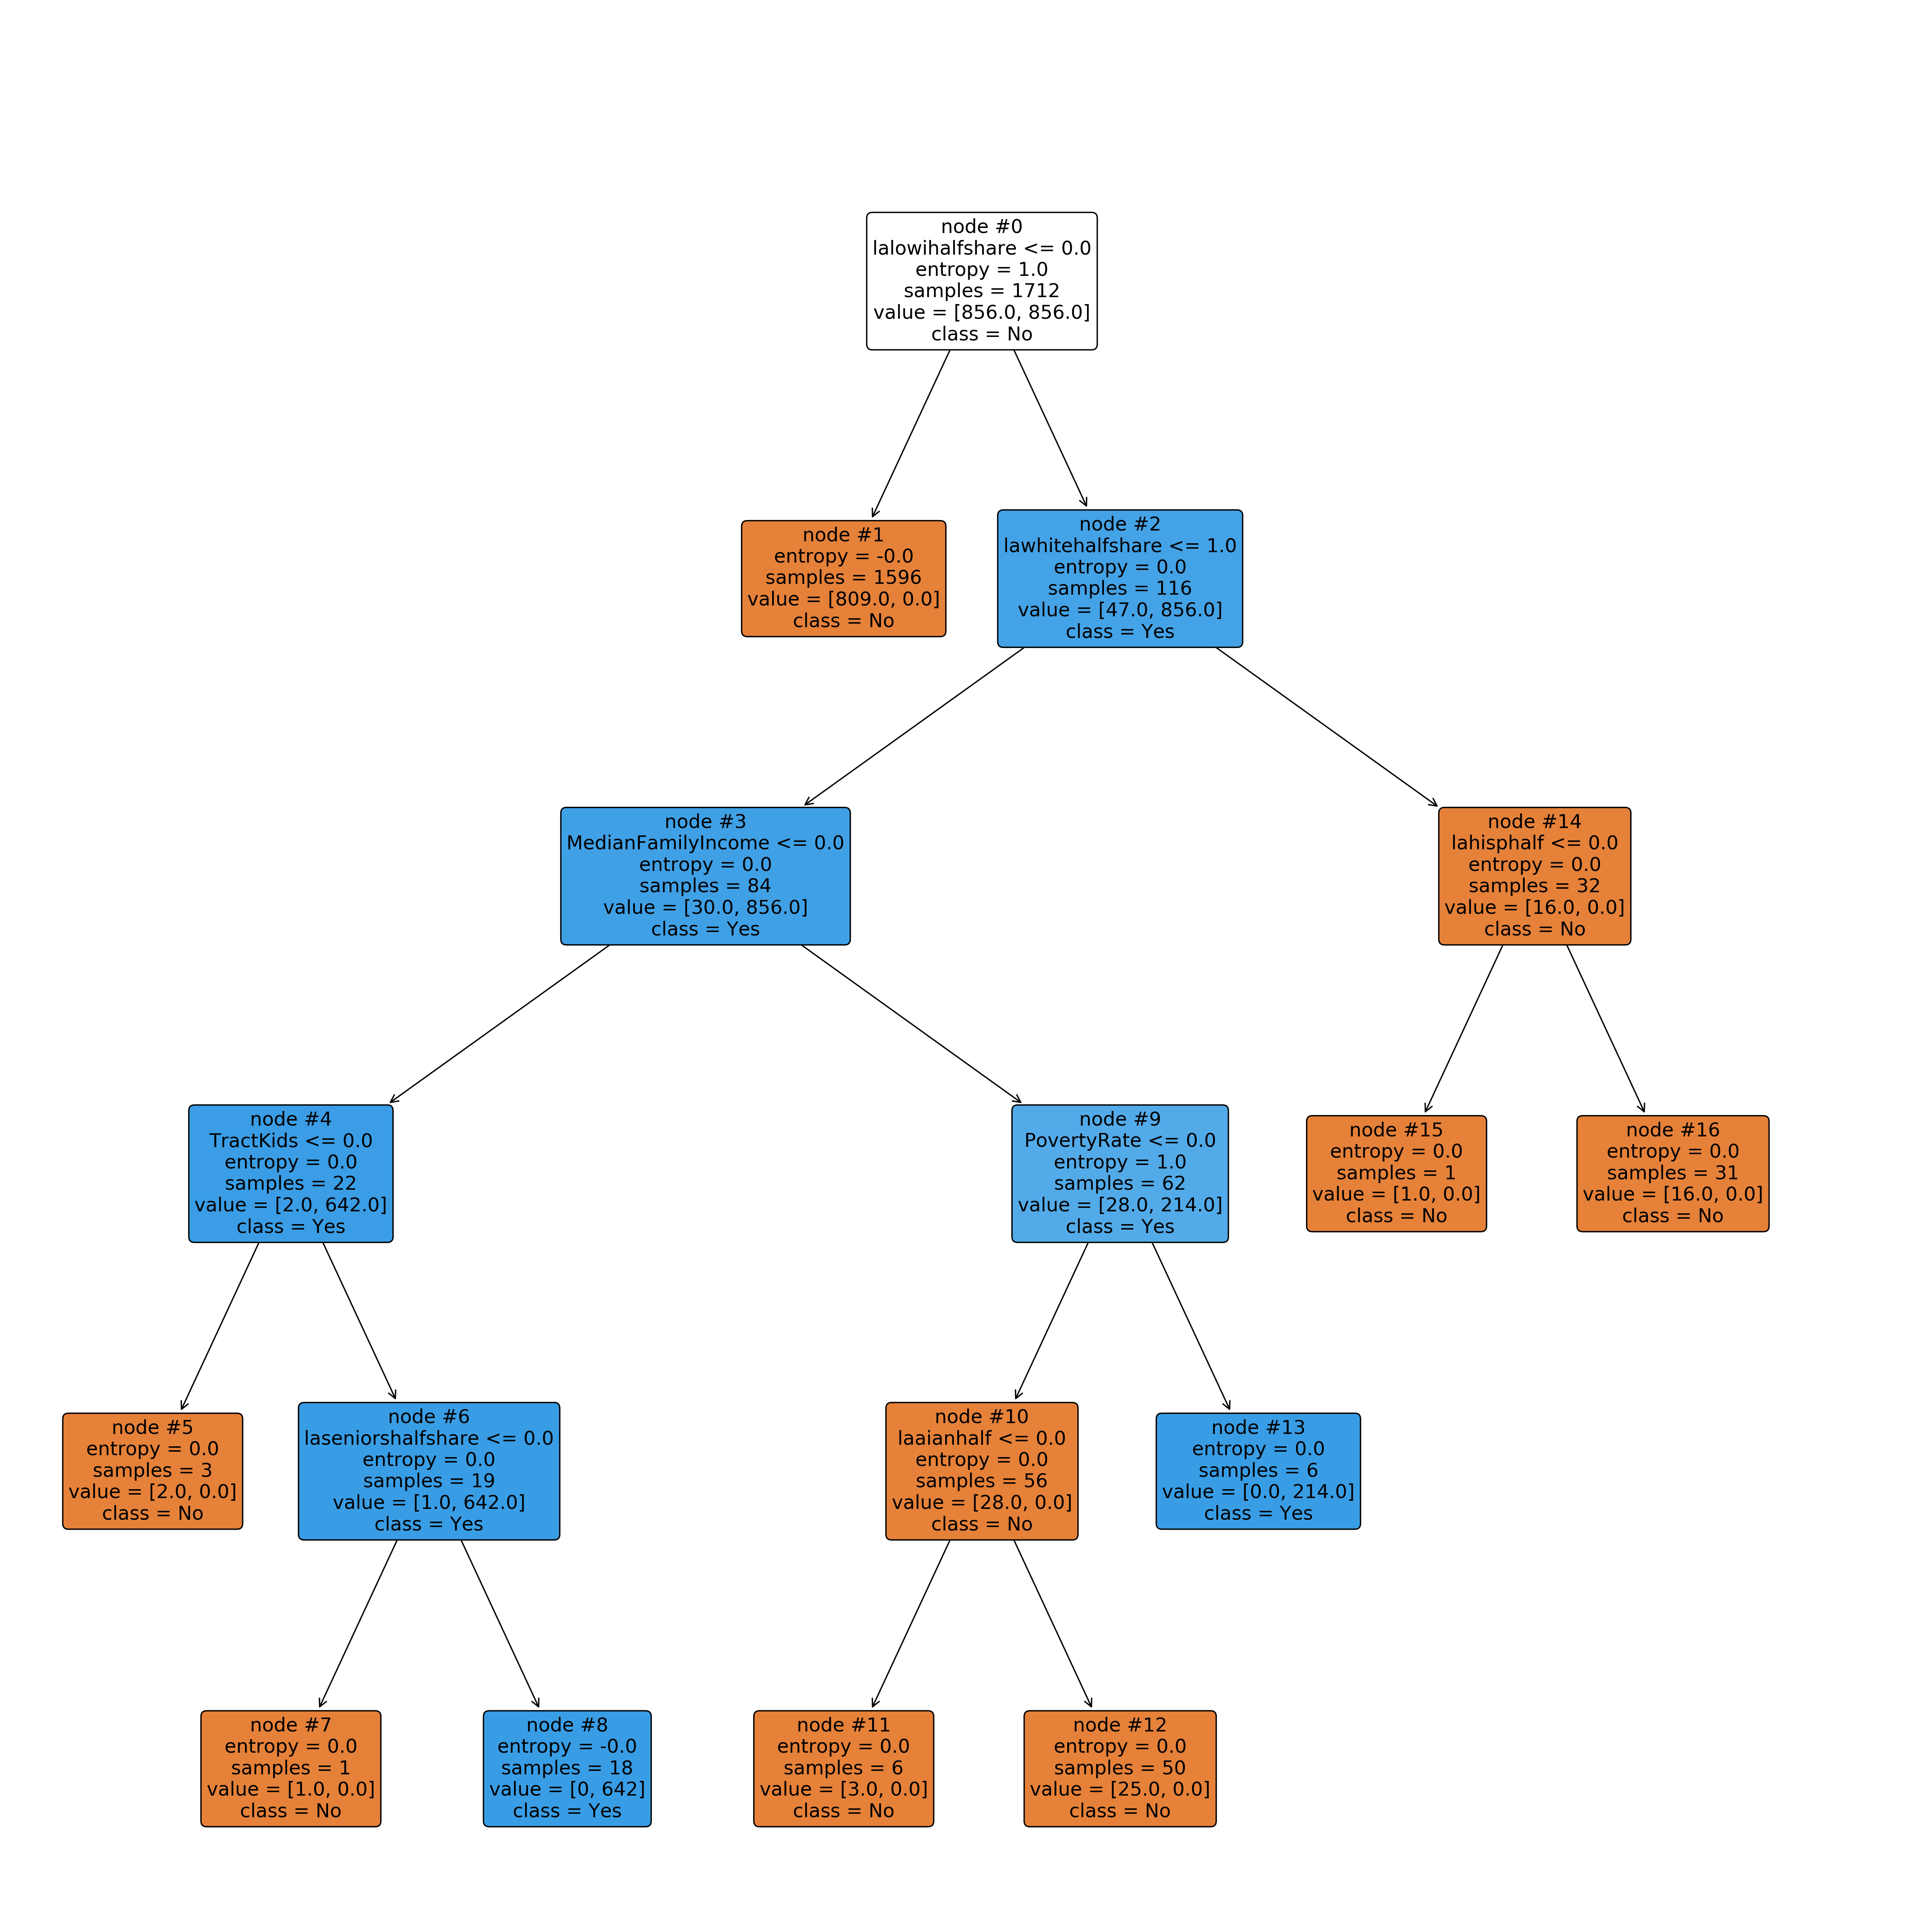 node #0
lalowihalfshare <= 0.0
entropy = 1.0
samples = 1712
value = [856.0, 856.0]
class = No
node #1
entropy = -0.0
samples = 1596
value = [809.0, 0.0]
class = No
node #2
lawhitehalfshare <= 1.0
entropy = 0.0
samples = 116
value = [47.0, 856.0]
class = Yes
node #3
MedianFamilyIncome <= 0.0
entropy = 0.0
samples = 84
value = [30.0, 856.0]
class = Yes
node #14
lahisphalf <= 0.0
entropy = 0.0
samples = 32
value = [16.0, 0.0]
class = No
node #4
TractKids <= 0.0
entropy = 0.0
samples = 22
value = [2.0, 642.0]
class = Yes
node #9
PovertyRate <= 0.0
entropy = 1.0
samples = 62
value = [28.0, 214.0]
class = Yes
node #15
entropy = 0.0
samples = 1
value = [1.0, 0.0]
class = No
node #16
entropy = 0.0
samples = 31
value = [16.0, 0.0]
class = No
node #5
entropy = 0.0
samples = 3
value = [2.0, 0.0]
class = No
node #6
laseniorshalfshare <= 0.0
entropy = 0.0
samples = 19
value = [1.0, 642.0]
class = Yes
node #10
laaianhalf <= 0.0
entropy = 0.0
samples = 56
value = [28.0, 0.0]
class = No
node #13
entropy = 0.0
samples = 6
value = [0.0, 214.0]
class = Yes
node #7
entropy = 0.0
samples = 1
value = [1.0, 0.0]
class = No
node #8
entropy = -0.0
samples = 18
value = [0, 642]
class = Yes
node #11
entropy = 0.0
samples = 6
value = [3.0, 0.0]
class = No
node #12
entropy = 0.0
samples = 50
value = [25.0, 0.0]
class = No